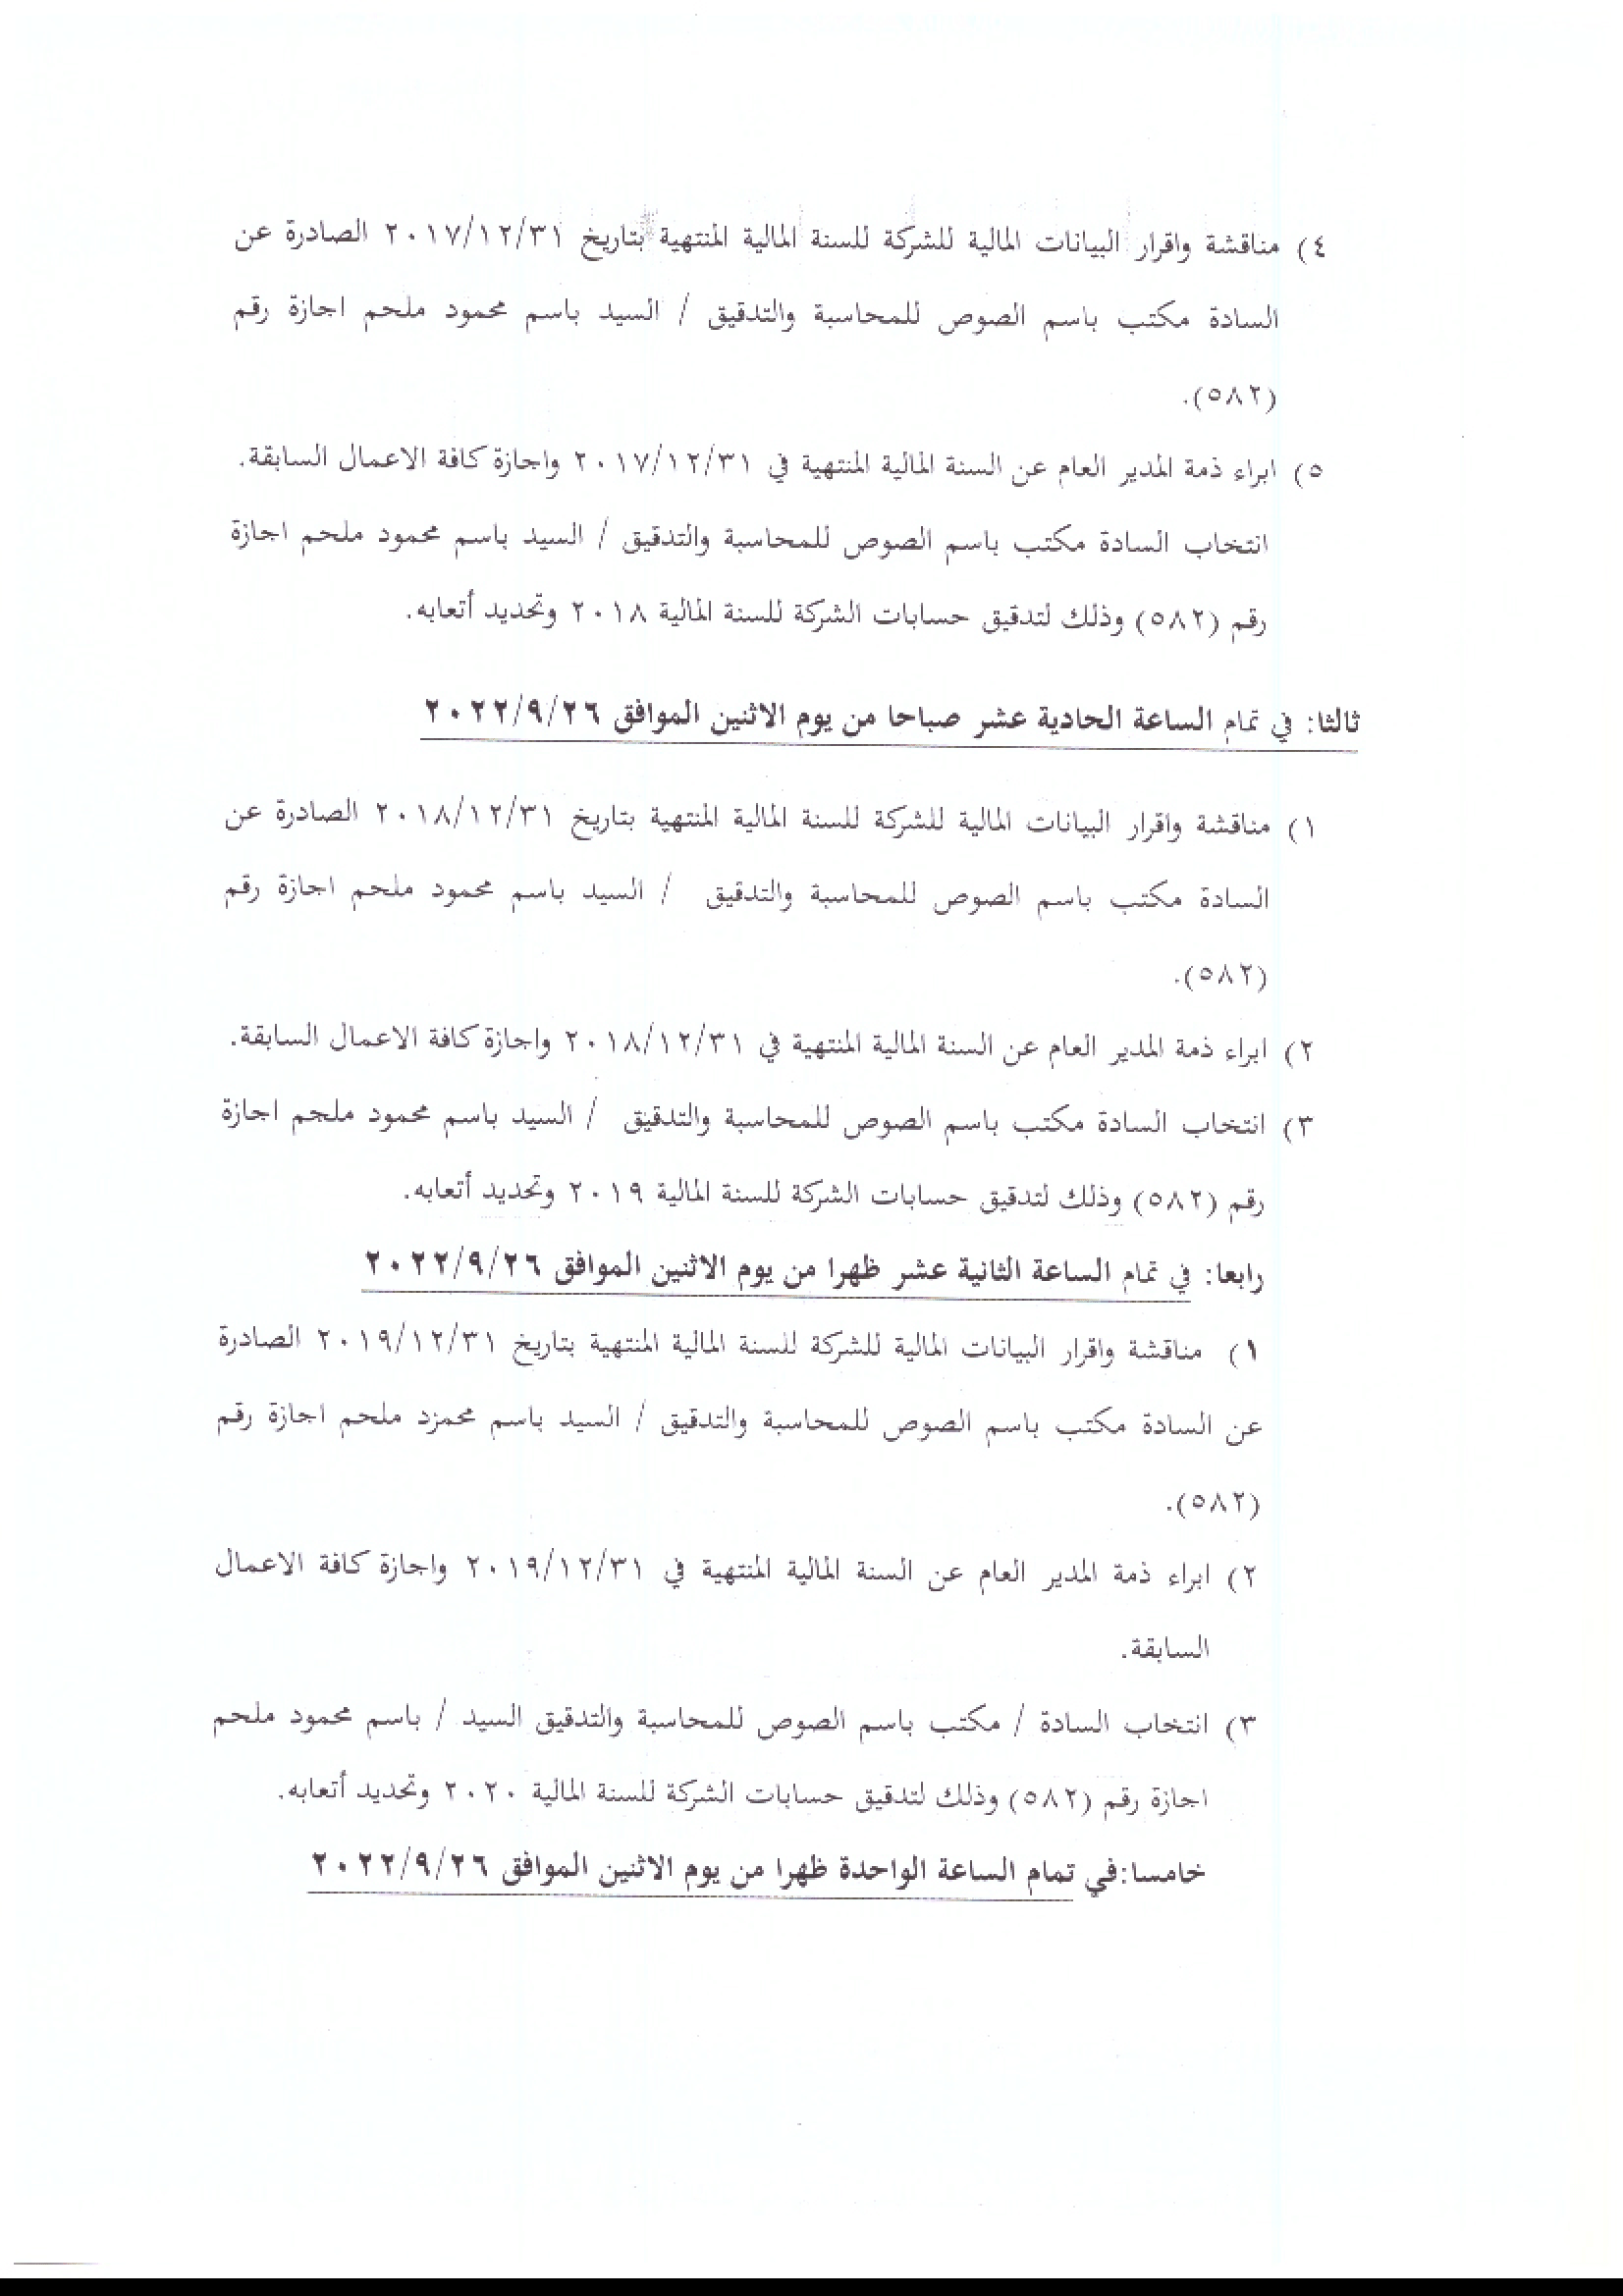 ٤) مناقشة واقرار البيانات المالية للشركة للسنة المالية المنتهية بتاريخ ٢٠١٧/١٢/٣١ الصادرة عن
السادة مكتب باسم الصوص للمحاسبة والتدقيق / السيد باسم محمود ملحم اجازة رقم
(٥٨٢).
٥) ابراء ذمة المدير العام عن السنة المالية المنتهية في ٢٠١٧/١٢/٣١ واجازة كافة الاعمال السابقة.
انتخاب السادة مكتب باسم الصوص للمحاسبة والتدقيق / السيد باسم محمود ملحم اجازة
رقم (٥٨٢) وذلك لتدقيق حسابات الشركة للسنة المالية ٢٠١٨ وتحديد أتعابه.
ثالثا: في تمام الساعة الحادية عشر صباحا من يوم الاثنين الموافق ٢٠٢٢/٩/٢٦
١) مناقشة واقرار البيانات المالية للشركة للسنة المالية المنتهية بتاريخ ٢٠١٨/١٢/٣١ الصادرة عن
السادة مكتب باسم الصوص للمحاسبة والتدقيق / السيد باسم محمود ملحم اجازة رقم
(٥٨٢).
٢) ابراء ذمة المدير العام عن السنة المالية المنتهية في ٢٠١٨/١٢/٣١ واجازة كافة الاعمال السابقة.
٣) انتخاب السادة مكتب باسم الصوص للمحاسبة والتدقيق / السيد باسم محمود ملحم اجازة
رقم (٥٨٢) وذلك لتدقيق حسابات الشركة للسنة المالية ٢٠١٩ وتحديد أتعابه.
رابعا: في تمام الساعة الثانية عشر ظهرا من يوم الاثنين الموافق ٢٠٢٢/٩/٢٦
١) مناقشة واقرار البيانات المالية للشركة للسنة المالية المنتهية بتاريخ ٢٠١٩/١٢/٣١ الصادرة
عن السادة مكتب باسم الصوص للمحاسبة والتدقيق / السيد باسم محمزد ملحم اجازة رقم
(٥٨٢).
٢) ابراء ذمة المدير العام عن السنة المالية المنتهية في ٢٠١٩/١٢/٣١ واجازة كافة الاعمال
السابقة.
٣) انتخاب السادة / مكتب باسم الصوص للمحاسبة والتدقيق السيد / باسم محمود ملحم
اجازة رقم (٥٨٢) وذلك لتدقيق حسابات الشركة للسنة المالية ٢٠٢٠ وتحديد أتعابه.
خامسا:في تمام الساعة الواحدة ظهرا من يوم الاثنين الموافق ٢٠٢٢/٩/٢٦